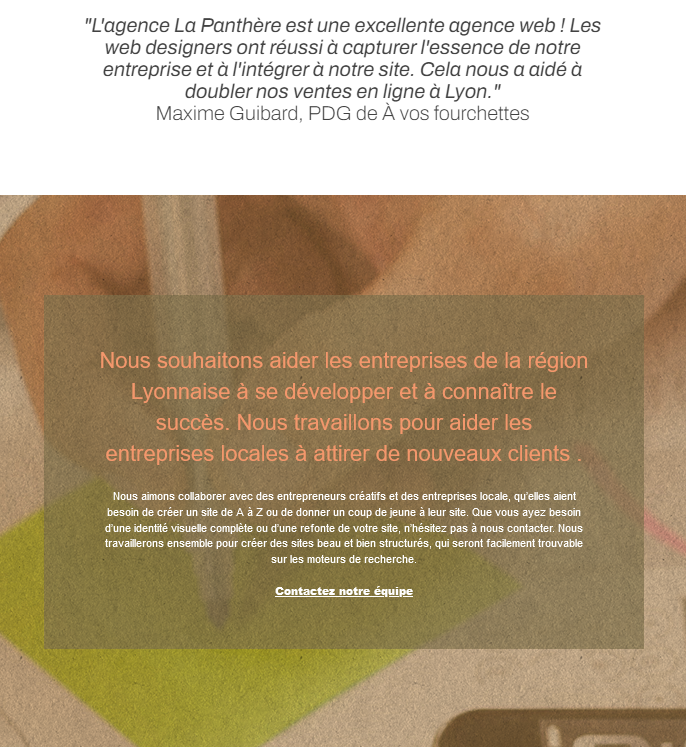 "L'agence La Panthère est une excellente agence web ! Les
web designers ont réussi à capturer l'essence de notre
entreprise et à l'intégrer à notre site. Cela nous a aidé à
doubler nos ventes en ligne à Lyon."
Maxime Guibard, PDG de À vos fourchettes
Nous souhaitons aider les entreprises de la région
Lyonnaise à se développer et à connaître le
succès. Nous travaillons pour aider les
entreprises locales à attirer de nouveaux clients .
Nous aimons collaborer avec des entrepreneurs créatifs et des entreprises locale, qu'elles aient
besoin de créer un site de A à Z ou de donner un coup de jeune à leur site. Que vous ayez besoin
d'une identité visuelle complète ou d'une refonte de votre site, n'hésitez pas à nous contacter. Nous
travaillerons ensemble pour créer des sites beau et bien structurés, qui seront facilement trouvable
sur les moteurs de recherche.
Contactez notre équipe